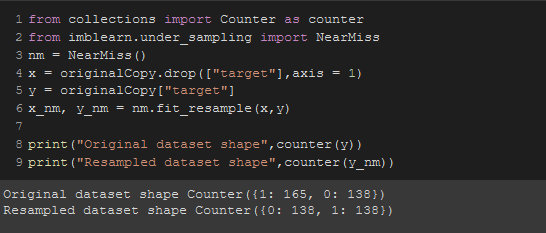 1 from collections import Counter as counter
2 from imblearn.under_sampling import NearMiss
3 nm = NearMiss()
4 x = originalCopy.drop(["target"],axis = 1)
5 y = originalCopy["target"]
6 x_nm, y_nm = nm.fit_resample(x,y)
7
8 print("Original dataset shape",counter(y))
9 print("Resampled dataset shape",counter(y_nm))
Original dataset shape Counter({1: 165, 0: 138})
Resampled dataset shape Counter({0: 138, 1: 138})